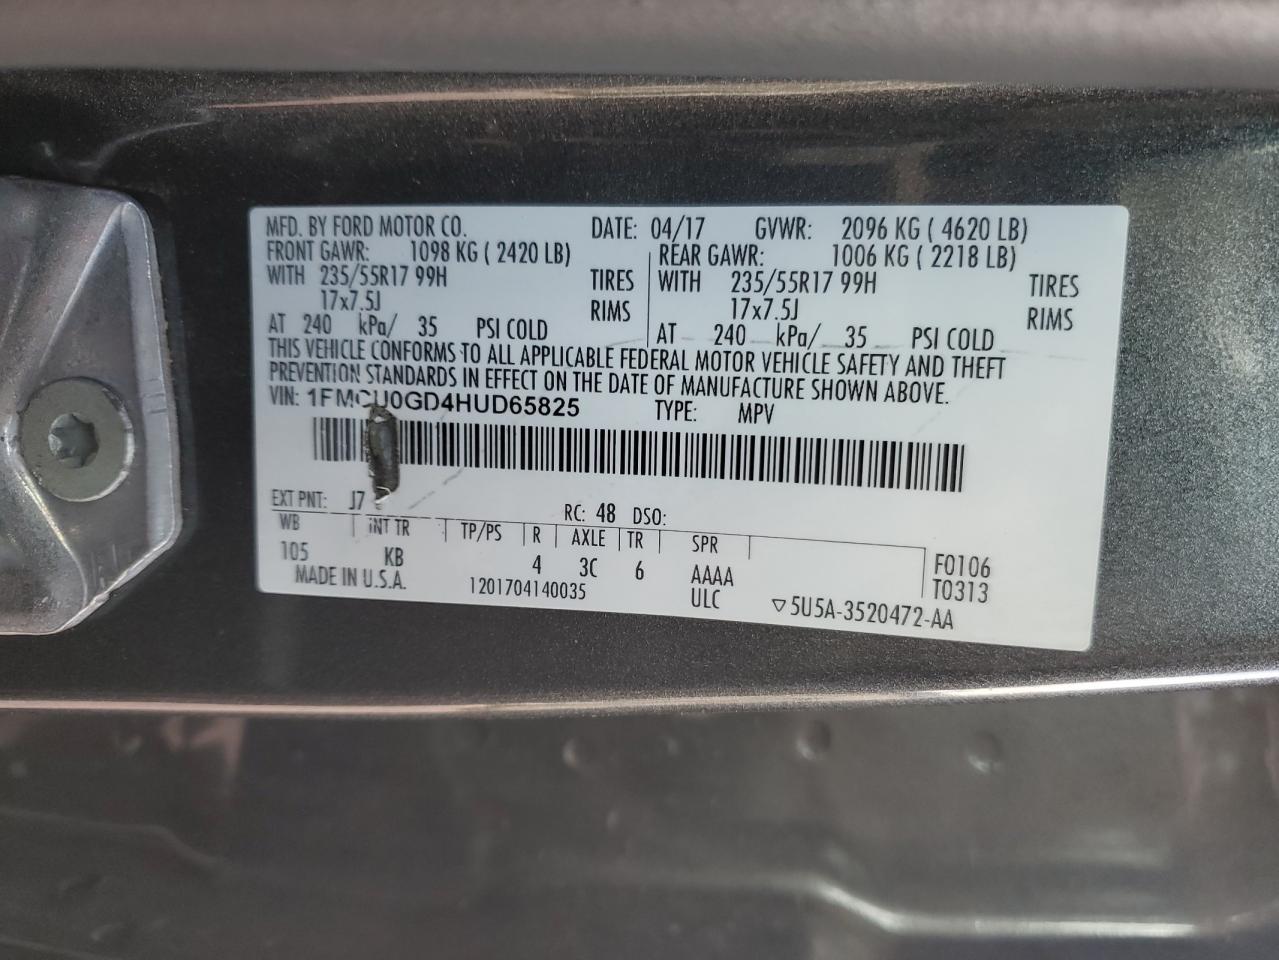 MFD. BY FORD MOTOR CO. DATE: 04/17 GVWR: 2096 KG ( 4620 LB)
FRONT GAWR: 1098 KG ( 2420 LB) REAR GAWR: 1006 KG ( 2218 LB)
WITH 235/55R17 99H TIRES WITH 235/55R17 99H TIRES
17x7.5J RIMS 17x7.5J RIMS
AT 240 kPa/ 35 PSI COLD AT 240 kPa/ 35 PSI COLD
THIS VEHICLE CONFORMS TO ALL APPLICABLE FEDERAL MOTOR VEHICLE SAFETY AND THEFT
PREVENTION STANDARDS IN EFFECT ON THE DATE OF MANUFACTURE SHOWN ABOVE.
VIN: 1FMCU0GD4HUD65825 TYPE: MPV
EXT PNT: J7 RC: 48 DSO:
WB INT TR TP/PS R AXLE TR SPR
105 KB 4 3C 6 AAAA F0106
MADE IN U.S.A. 1201704140035 ULC T0313
▽5U5A-3520472-AA